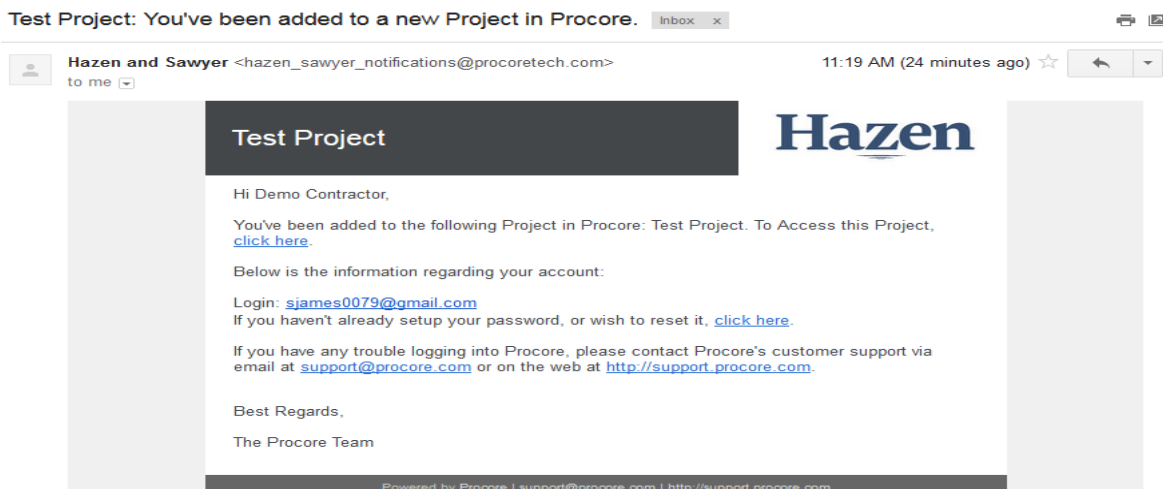 Test Project: You've been added to a new Project in Procore. Inbox x
Hazen and Sawyer <hazen_sawyer_notifications@procoretech.com> 11:19 AM (24 minutes ago)
to me
Test Project
Hazen
Hi Demo Contractor,
You've been added to the following Project in Procore: Test Project. To Access this Project,
click here.
Below is the information regarding your account:
Login: sjames0079@gmail.com
If you haven't already setup your password, or wish to reset it, click here.
If you have any trouble logging into Procore, please contact Procore's customer support via
email at support@procore.com or on the web at http://support.procore.com.
Best Regards,
The Procore Team
Powered by Procore | support@procore.com | http://support.procore.com